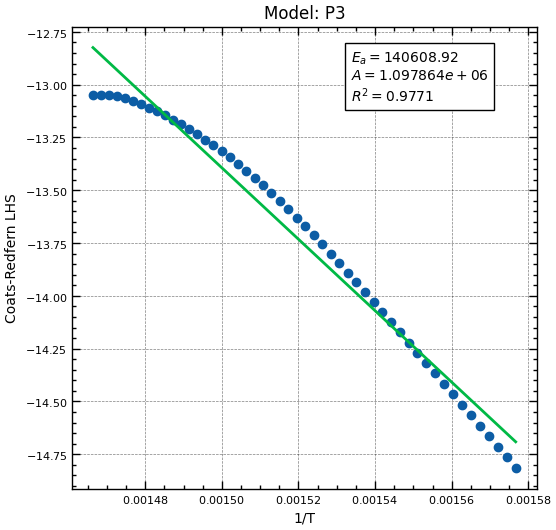 Model: P3
Coats-Redfern LHS
−12.75
−13.00
−13.25
−13.50
−13.75
−14.00
−14.25
−14.50
−14.75
E_a = 140608.92
A = 1.097864e + 06
R² = 0.9771
0.00148 0.00150 0.00152 0.00154 0.00156 0.00158
1/T